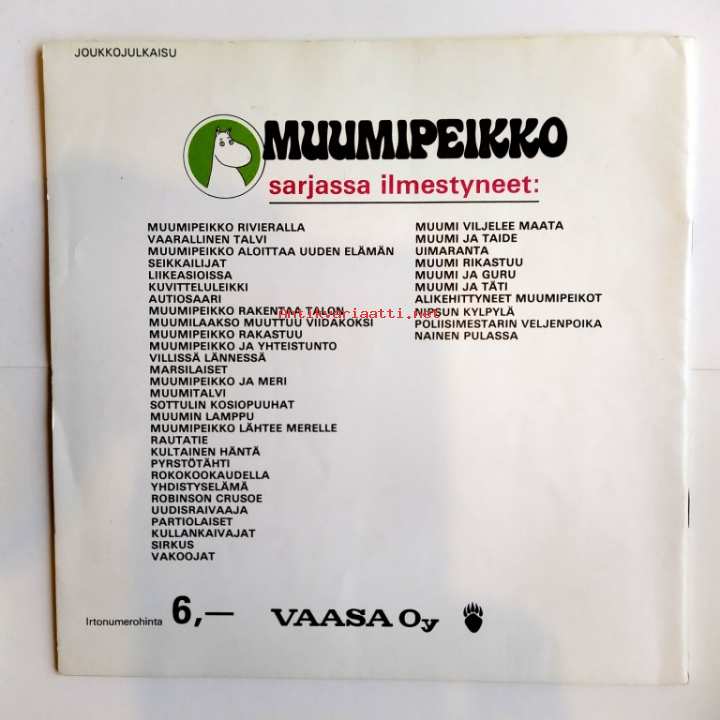 JOUKKOJULKAISU
MUUMIPEIKKO
sarjassa ilmestyneet:
MUUMIPEIKKO RIVIERALLA
VAARALLINEN TALVI
MUUMIPEIKKO ALOITTAA UUDEN ELÄMÄN
SEIKKAILIJAT
LIIKEASIOISSA
KUVITTELULEIKKI
AUTIOSAARI
MUUMIPEIKKO RAKENTAA TALON
MUUMILAAKSO MUUTTUU VIIDAKOKSI
MUUMIPEIKKO RAKASTUU
MUUMIPEIKKO JA YHTEISTUNTO
VILLISSÄ LÄNNESSÄ
MARSILAISET
MUUMIPEIKKO JA MERI
MUUMITALVI
SOTTULIN KOSIOPUUHAT
MUUMIN LAMPPU
MUUMIPEIKKO LÄHTEE MERELLE
RAUTATIE
KULTAINEN HÄNTÄ
PYRSTÖTÄHTI
ROKOKOOKAUDELLA
YHDISTYSELÄMÄ
ROBINSON CRUSOE
UUDISRAIVAAJA
PARTIOLAISET
KULLANKAIVAJAT
SIRKUS
VAKOOJAT
MUUMI VILJELEE MAATA
MUUMI JA TAIDE
UIMARANTA
MUUMI RIKASTUU
MUUMI JA GURU
MUUMI JA TÄTI
ALIKEHITTYNEET MUUMIPEIKOT
NIPSUN KYLPYLÄ
POLIISIMESTARIN VELJENPOIKA
NAINEN PULASSA
Antikvariaatti.net
Irtonumerohinta 6,—
VAASA Oy